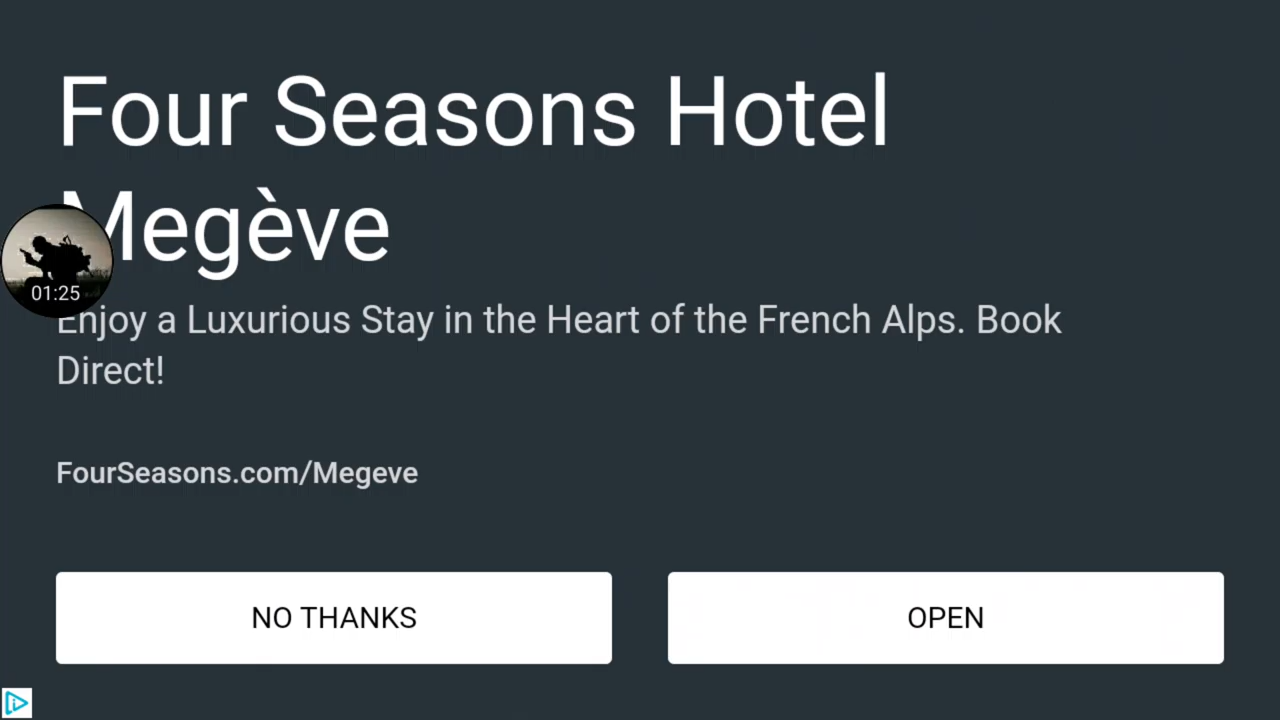 Four Seasons Hotel
Megève
01:25
Enjoy a Luxurious Stay in the Heart of the French Alps. Book
Direct!
FourSeasons.com/Megeve
NO THANKS
OPEN